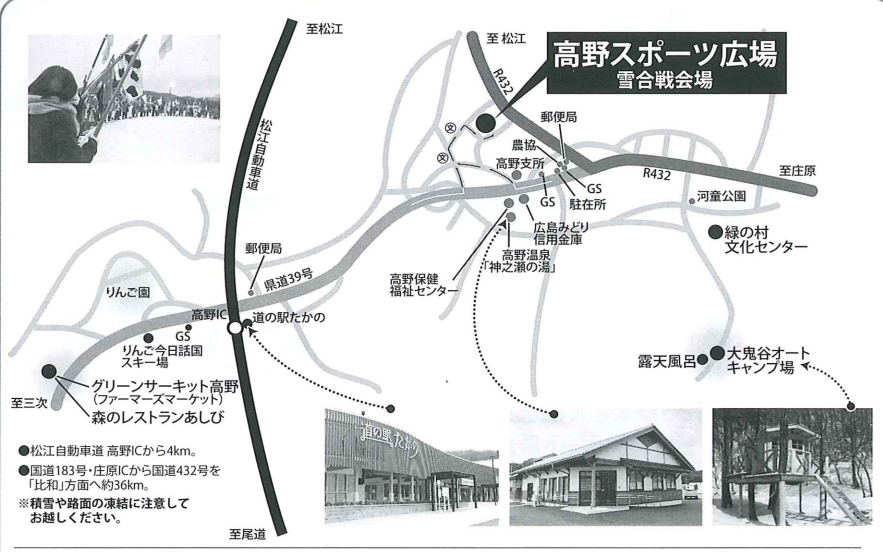 至松江
松江自動車道
至 松江
R432
高野スポーツ広場
雪合戦会場
文
文
農協
郵便局
高野支所
GS
GS
駐在所
R432
至庄原
河童公園
緑の村
文化センター
広島みどり
信用金庫
高野温泉
「神之瀬の湯」
高野保健
福祉センター
郵便局
県道39号
りんご園
高野IC
道の駅たかの
GS
りんご今日話国
スキー場
グリーンサーキット高野
(ファーマーズマーケット)
森のレストランあしび
至三次
露天風呂
大鬼谷オート
キャンプ場
●松江自動車道 高野ICから4km。
●国道183号・庄原ICから国道432号を
「比和」方面へ約36km。
※積雪や路面の凍結に注意して
お越しください。
至尾道
道の駅たかの